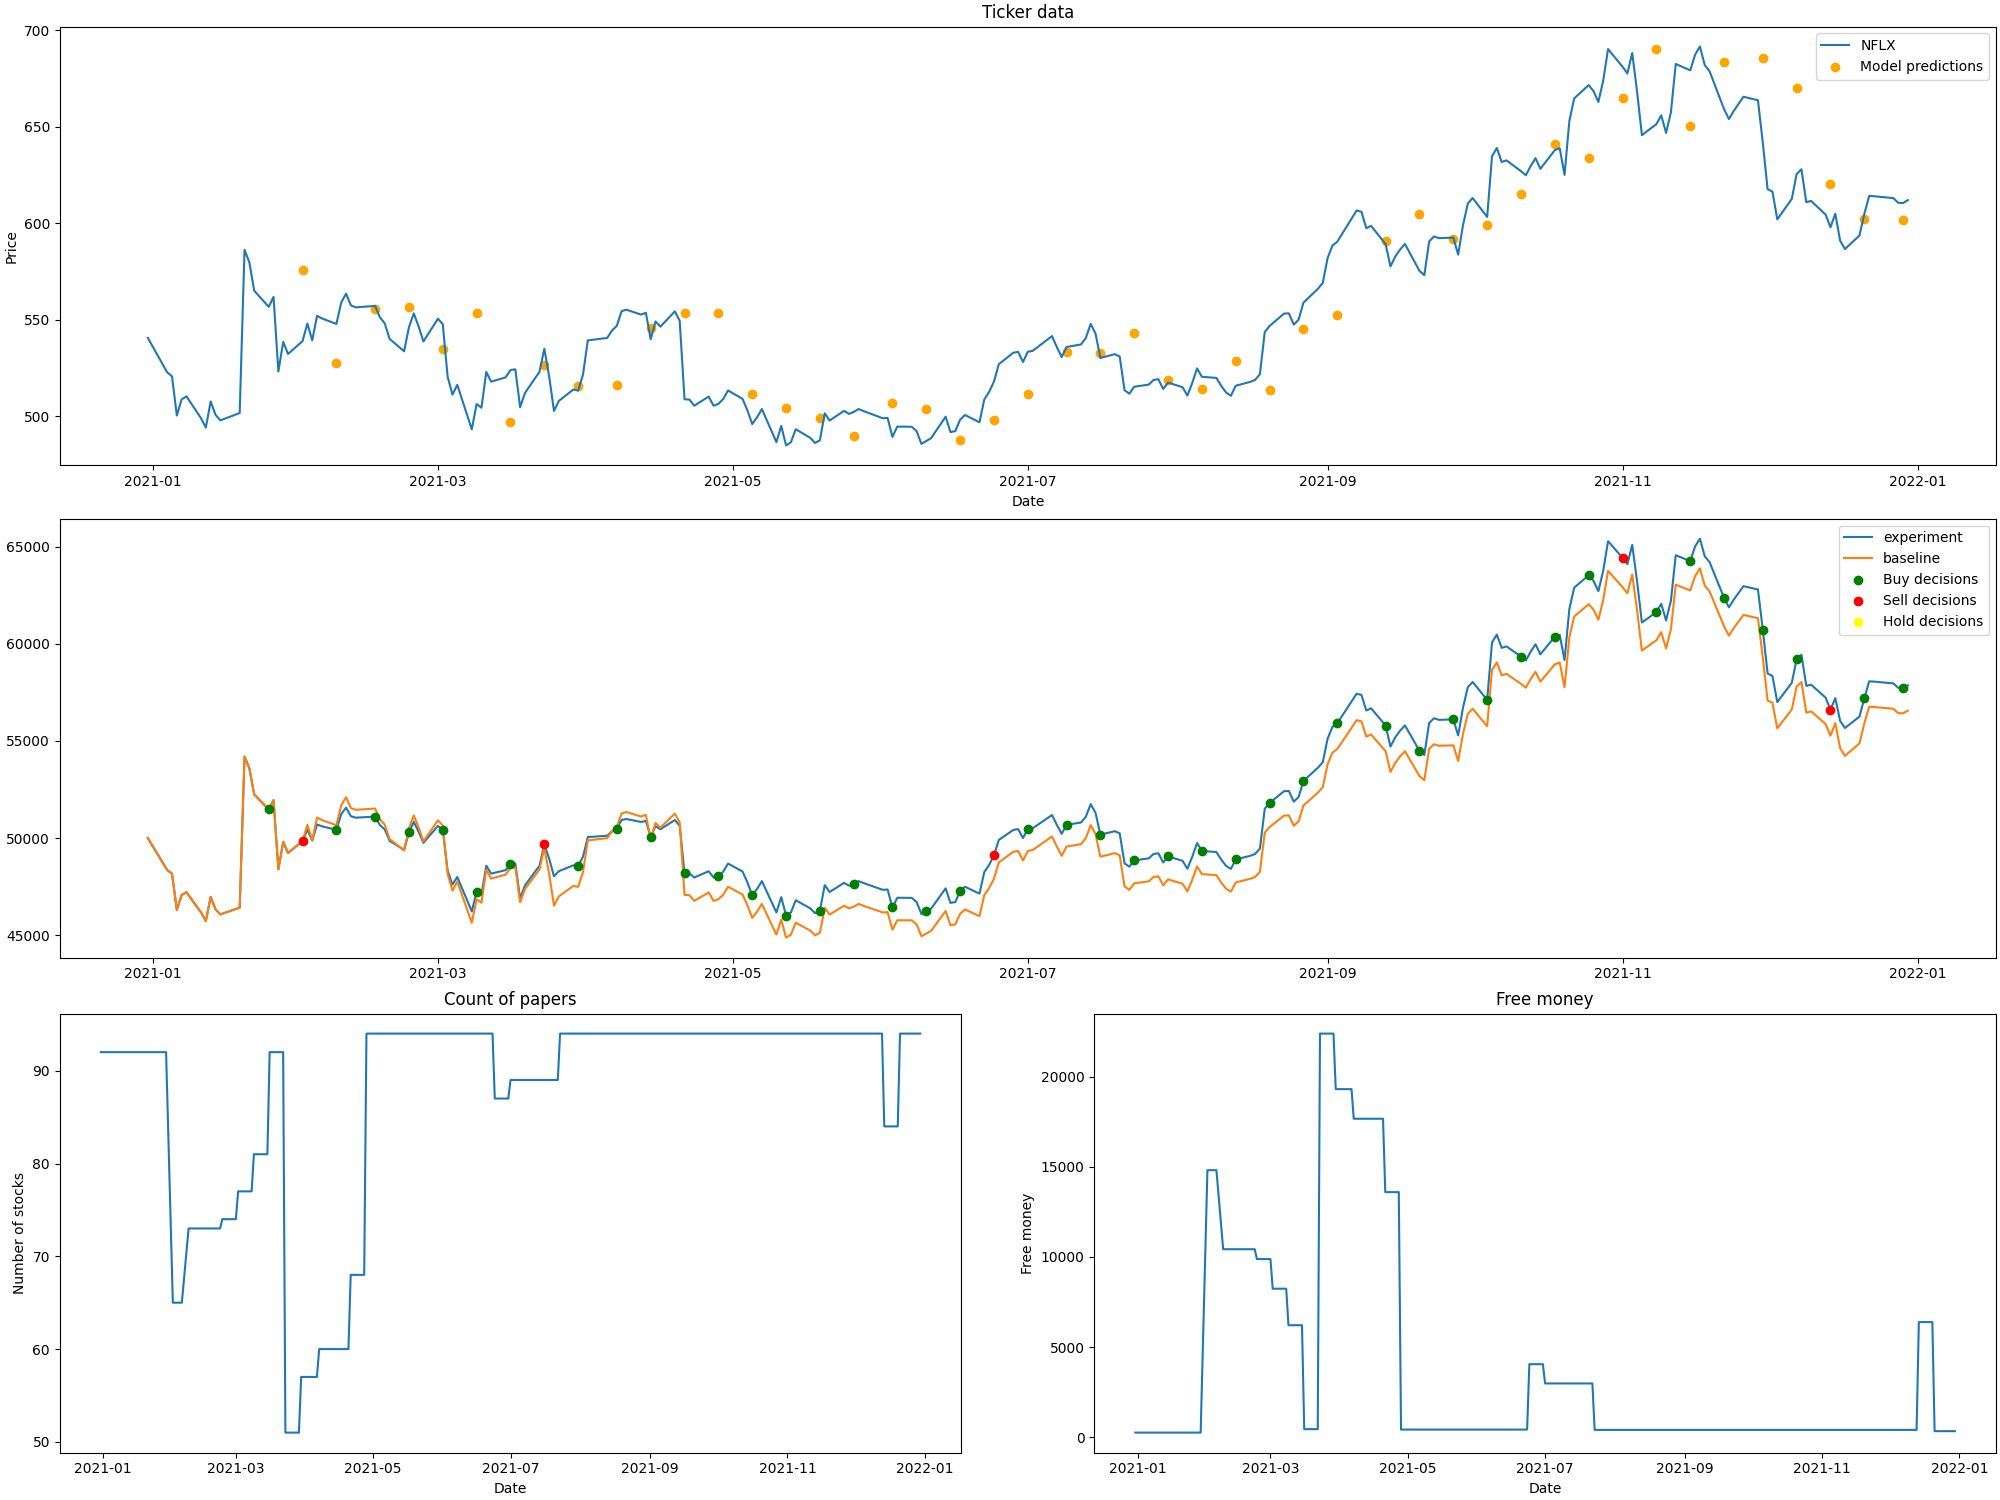 Ticker data
700
650
600
550
500
Price
NFLX
Model predictions
2021-01 2021-03 2021-05 2021-07 2021-09 2021-11 2022-01
Date
65000
60000
55000
50000
45000
experiment
baseline
Buy decisions
Sell decisions
Hold decisions
2021-01 2021-03 2021-05 2021-07 2021-09 2021-11 2022-01
Count of papers
90
80
70
60
50
Number of stocks
2021-01 2021-03 2021-05 2021-07 2021-09 2021-11 2022-01
Date
Free money
20000
15000
10000
5000
0
Free money
2021-01 2021-03 2021-05 2021-07 2021-09 2021-11 2022-01
Date